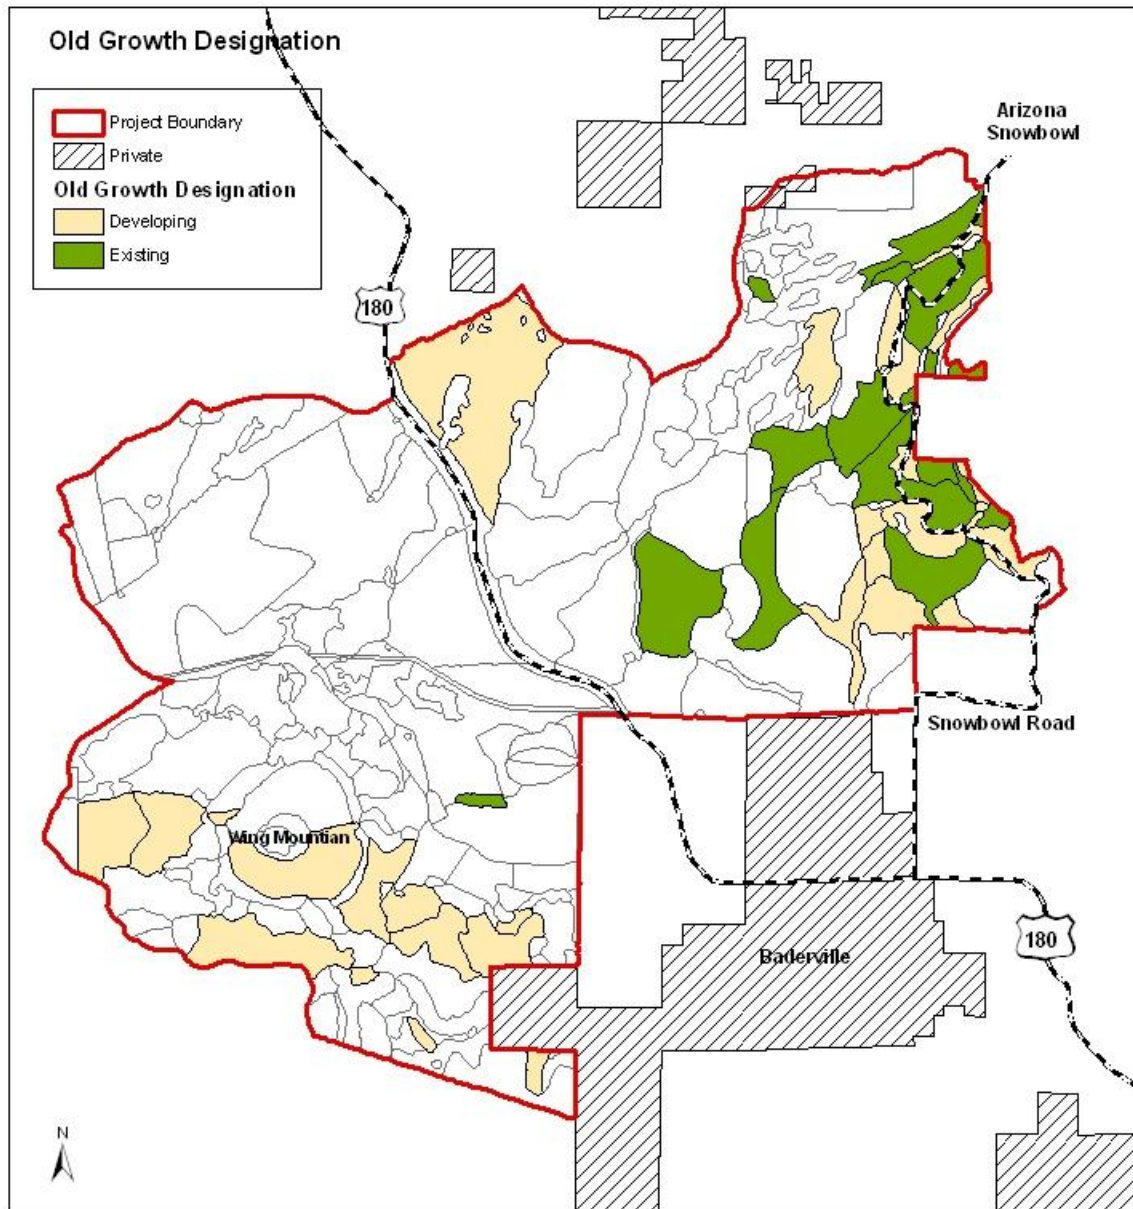 Old Growth Designation
Project Boundary
Private
Old Growth Designation
Developing
Existing
Arizona
Snowbowl
180
Snowbowl Road
Wing Mountian
180
Baderville
N